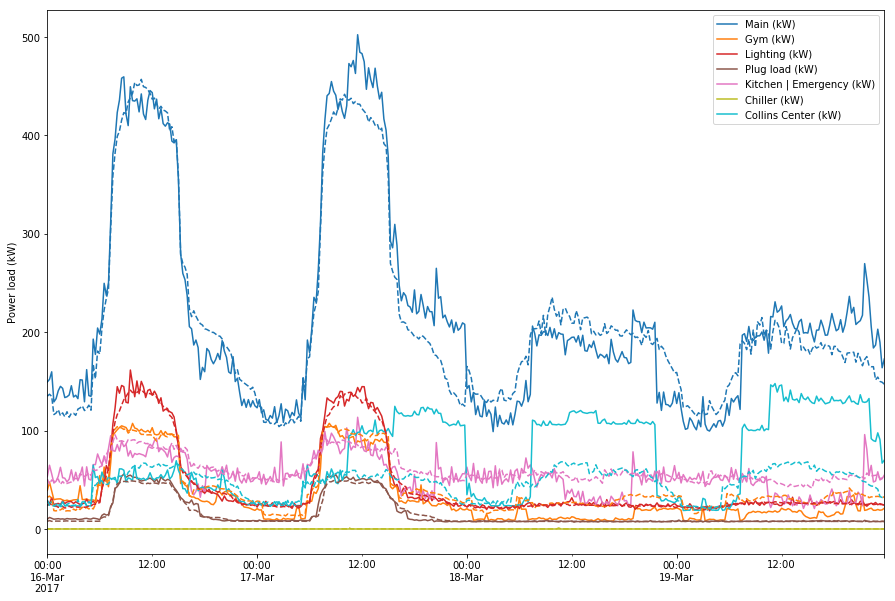 500
400
300
200
100
0
Power load (kW)
Main (kW)
Gym (kW)
Lighting (kW)
Plug load (kW)
Kitchen | Emergency (kW)
Chiller (kW)
Collins Center (kW)
00:00 12:00 00:00 12:00 00:00 12:00 00:00 12:00
16-Mar 17-Mar 18-Mar 19-Mar
2017